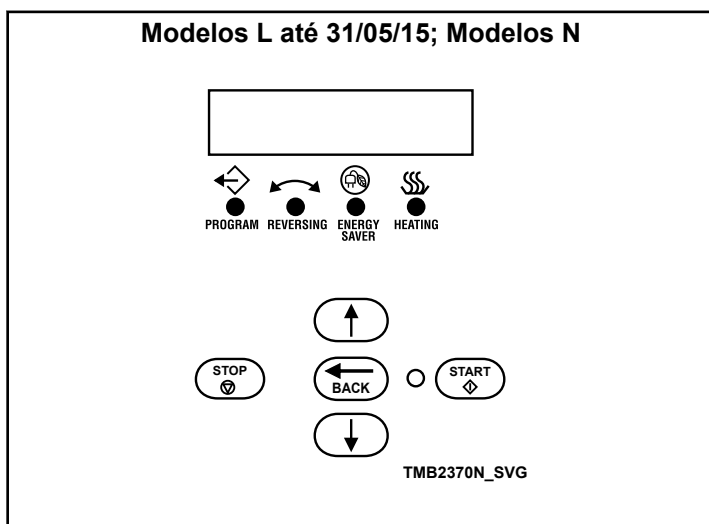 Modelos L até 31/05/15; Modelos N
PROGRAM REVERSING ENERGY SAVER HEATING
STOP
BACK
START
TMB2370N_SVG